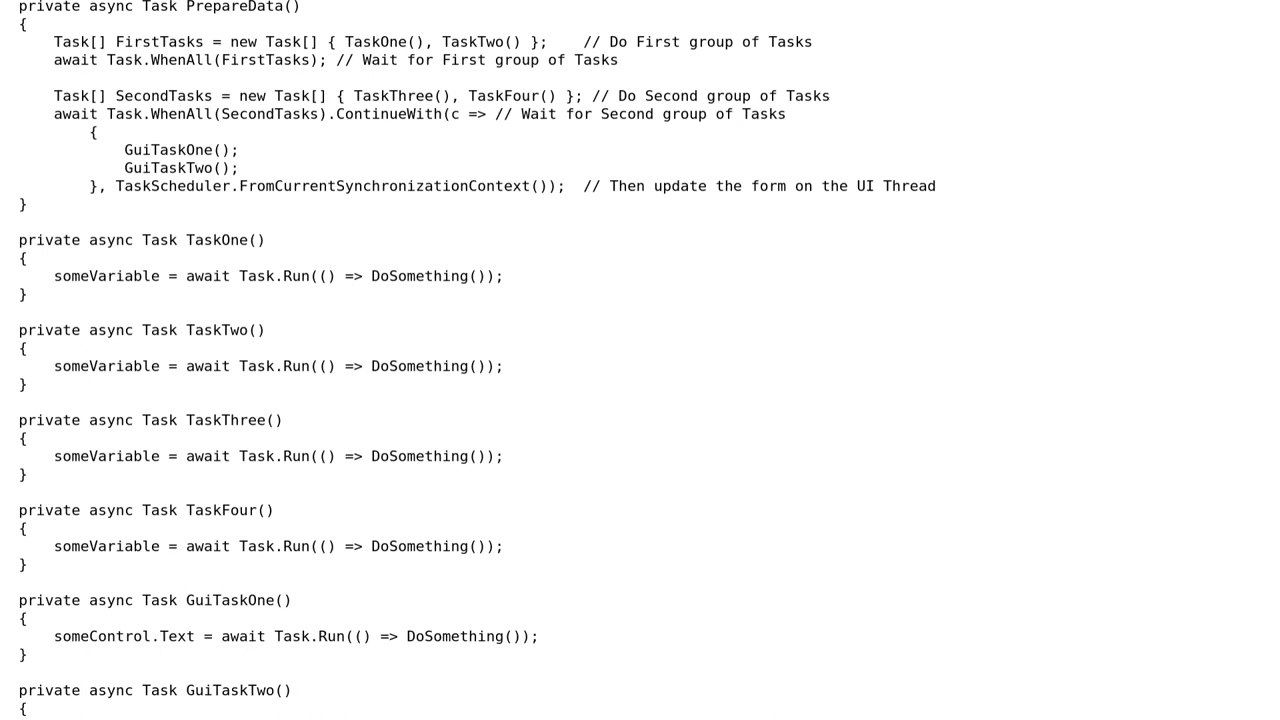 private async Task PrepareData()
{
    Task[] FirstTasks = new Task[] { TaskOne(), TaskTwo() };    // Do First group of Tasks
    await Task.WhenAll(FirstTasks); // Wait for First group of Tasks

    Task[] SecondTasks = new Task[] { TaskThree(), TaskFour() }; // Do Second group of Tasks
    await Task.WhenAll(SecondTasks).ContinueWith(c => // Wait for Second group of Tasks
        {
            GuiTaskOne();
            GuiTaskTwo();
        }, TaskScheduler.FromCurrentSynchronizationContext());  // Then update the form on the UI Thread
}

private async Task TaskOne()
{
    someVariable = await Task.Run(() => DoSomething());
}

private async Task TaskTwo()
{
    someVariable = await Task.Run(() => DoSomething());
}

private async Task TaskThree()
{
    someVariable = await Task.Run(() => DoSomething());
}

private async Task TaskFour()
{
    someVariable = await Task.Run(() => DoSomething());
}

private async Task GuiTaskOne()
{
    someControl.Text = await Task.Run(() => DoSomething());
}

private async Task GuiTaskTwo()
{